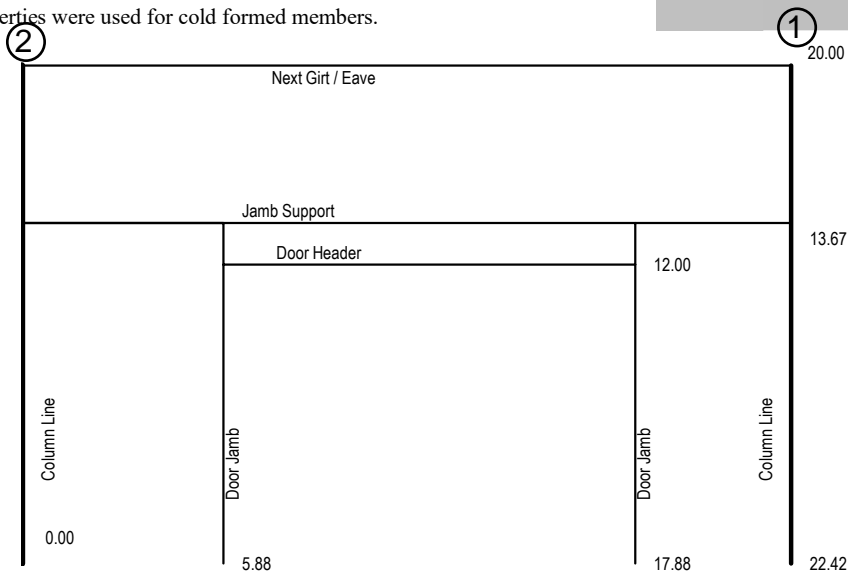 properties were used for cold formed members.
2
1
20.00
Next Girt / Eave
Jamb Support
13.67
Door Header
12.00
Column Line
Door Jamb
Door Jamb
Column Line
0.00
5.88
17.88
22.42